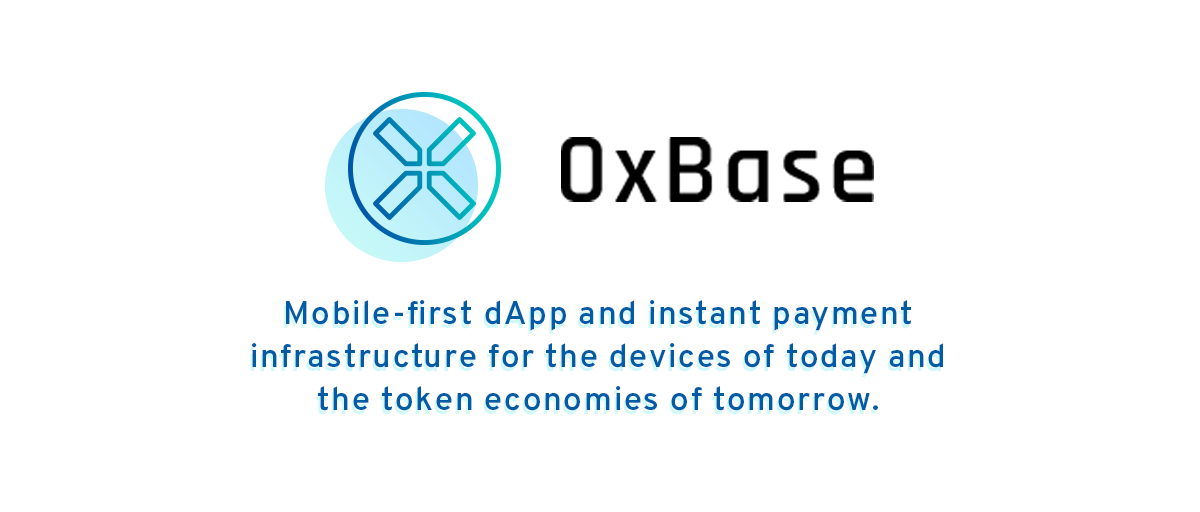 0xBase
Mobile-first dApp and instant payment
infrastructure for the devices of today and
the token economies of tomorrow.